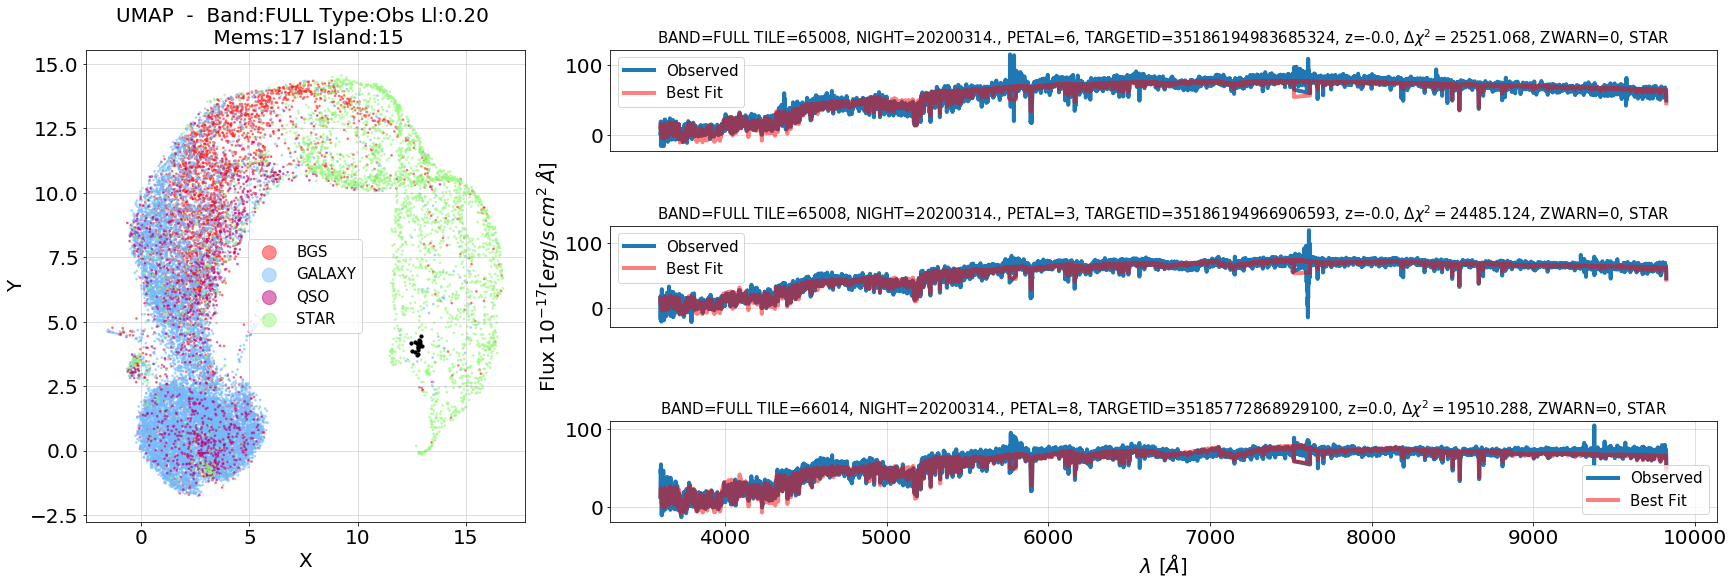 UMAP - Band:FULL Type:Obs Ll:0.20
Mems:17 Island:15
15.0
12.5
10.0
7.5
5.0
2.5
0.0
−2.5
Y
0 5 10 15
X
BGS
GALAXY
QSO
STAR
Flux 10^{-17}[erg/s cm² Å]
BAND=FULL TILE=65008, NIGHT=20200314., PETAL=6, TARGETID=35186194983685324, z=-0.0, Δχ² = 25251.068, ZWARN=0, STAR
100
0
Observed
Best Fit
BAND=FULL TILE=65008, NIGHT=20200314., PETAL=3, TARGETID=35186194966906593, z=-0.0, Δχ² = 24485.124, ZWARN=0, STAR
100
0
Observed
Best Fit
BAND=FULL TILE=66014, NIGHT=20200314., PETAL=8, TARGETID=35185772868929100, z=0.0, Δχ² = 19510.288, ZWARN=0, STAR
100
0
Observed
Best Fit
4000 5000 6000 7000 8000 9000 10000
λ [Å]